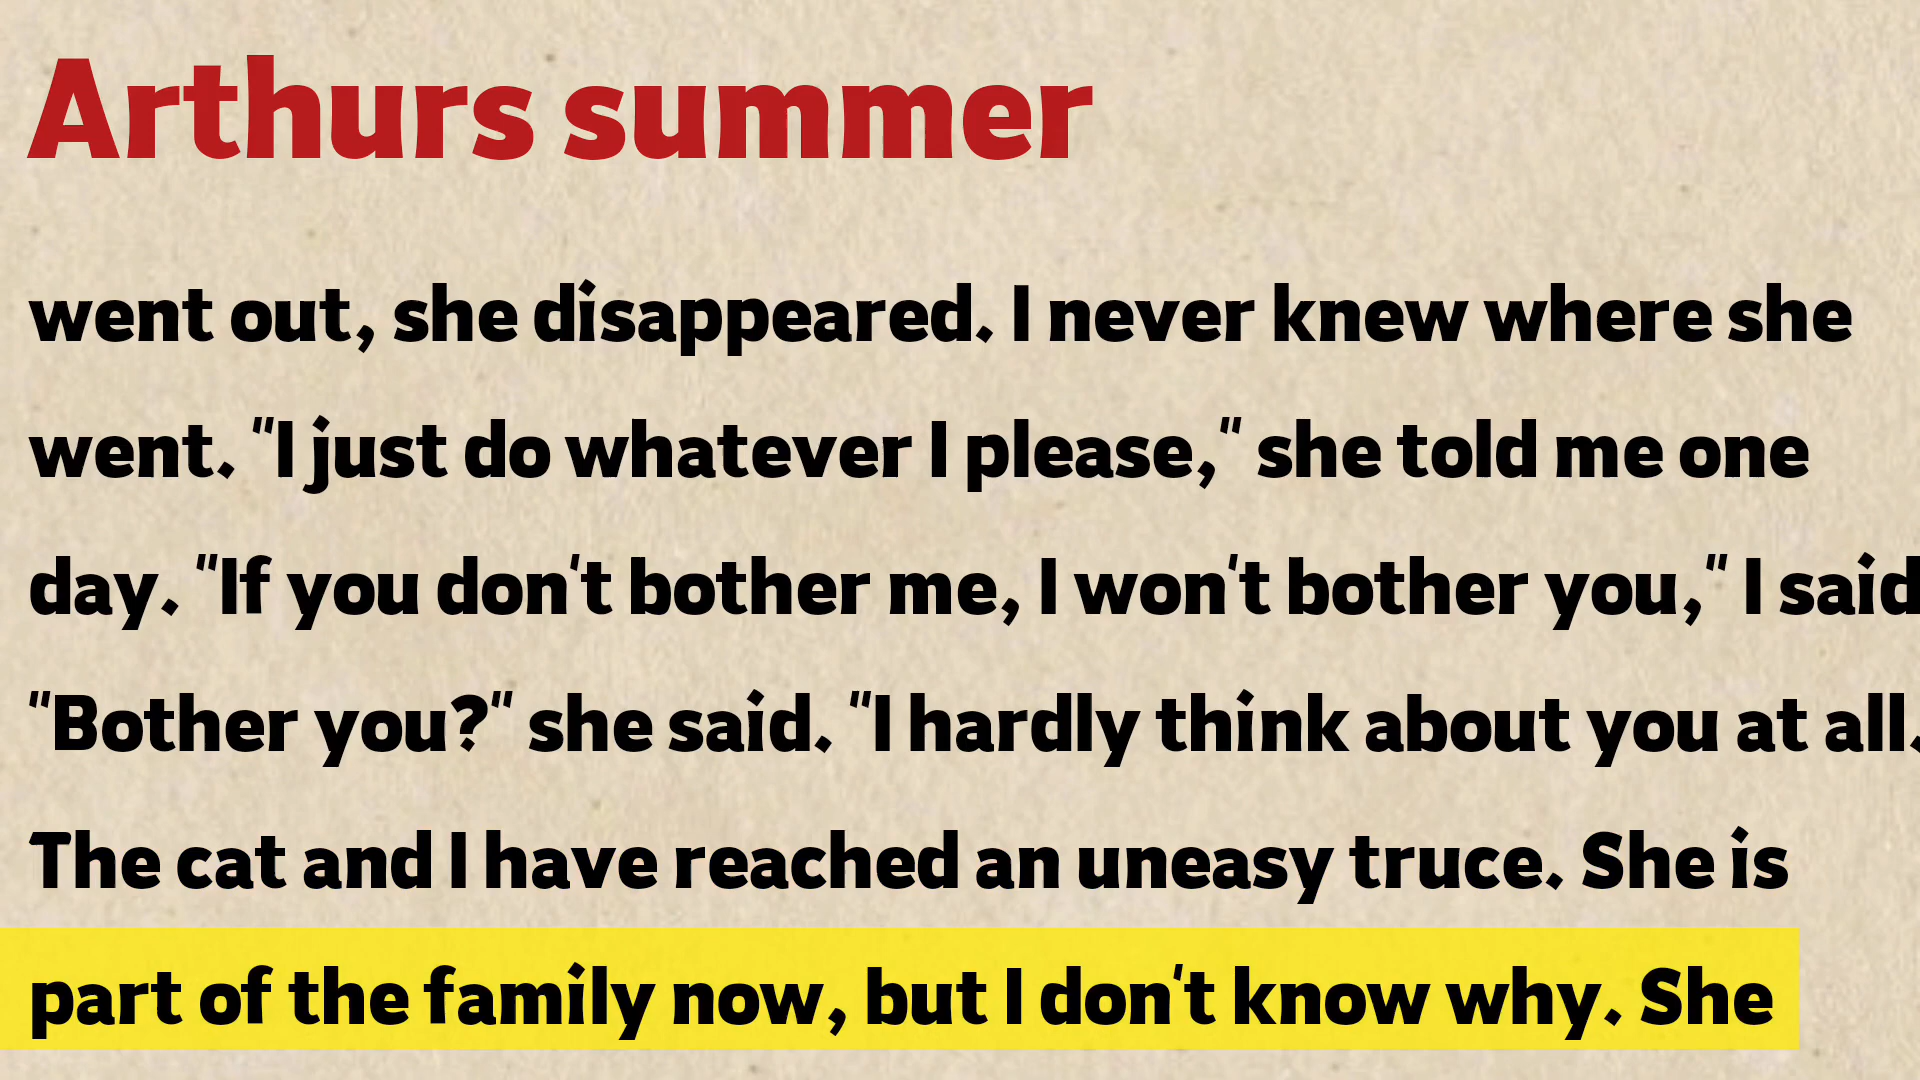 Arthurs summer
went out, she disappeared. I never knew where she
went. "I just do whatever I please," she told me one
day. "If you don't bother me, I won't bother you," I said
"Bother you?" she said. "I hardly think about you at all.
The cat and I have reached an uneasy truce. She is
part of the family now, but I don't know why. She